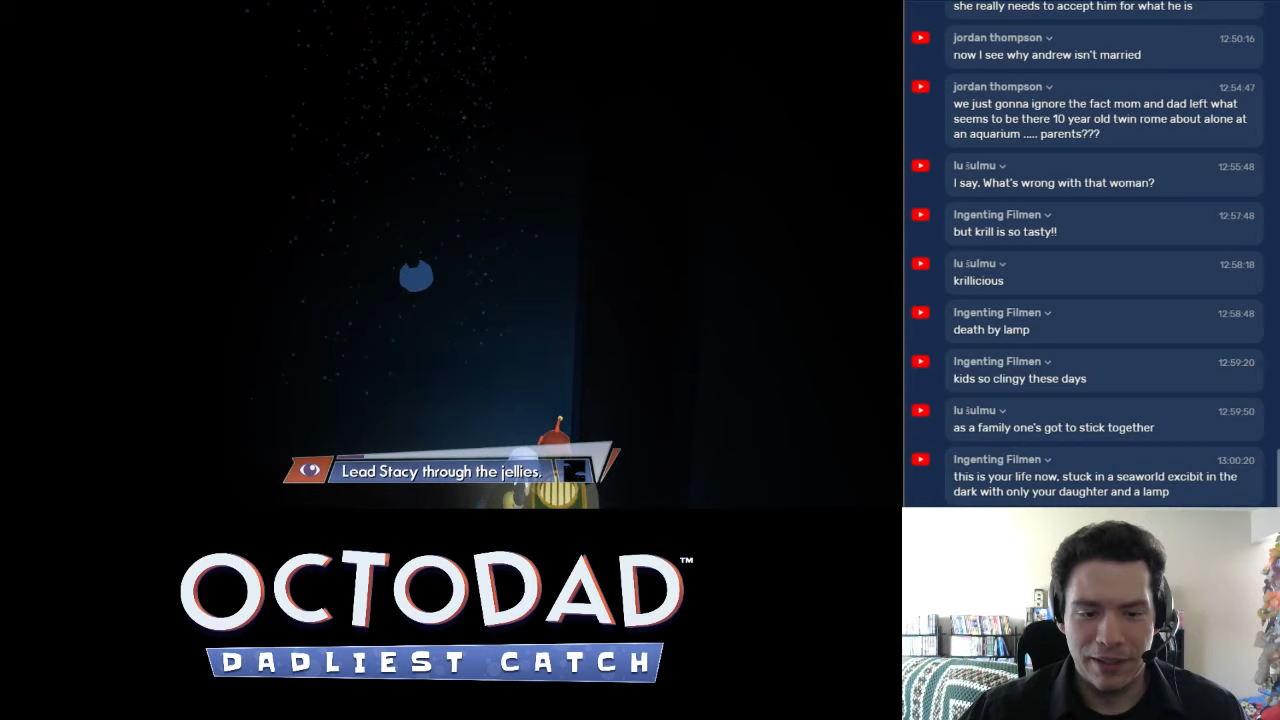 she really needs to accept him for what he is
jordan thompson
12:50:16
now I see why andrew isn't married
jordan thompson
12:54:47
we just gonna ignore the fact mom and dad left what
seems to be there 10 year old twin rome about alone at
an aquarium ..... parents???
lu šulmu
12:55:48
I say. What's wrong with that woman?
Ingenting Filmen
12:57:48
but krill is so tasty!!
lu šulmu
12:58:18
krillicious
Ingenting Filmen
12:58:48
death by lamp
Ingenting Filmen
12:59:20
kids so clingy these days
lu šulmu
12:59:50
as a family one's got to stick together
Ingenting Filmen
13:00:20
this is your life now, stuck in a seaworld excibit in the
dark with only your daughter and a lamp
Lead Stacy through the jellies.
OCTODAD™
DADLIEST CATCH